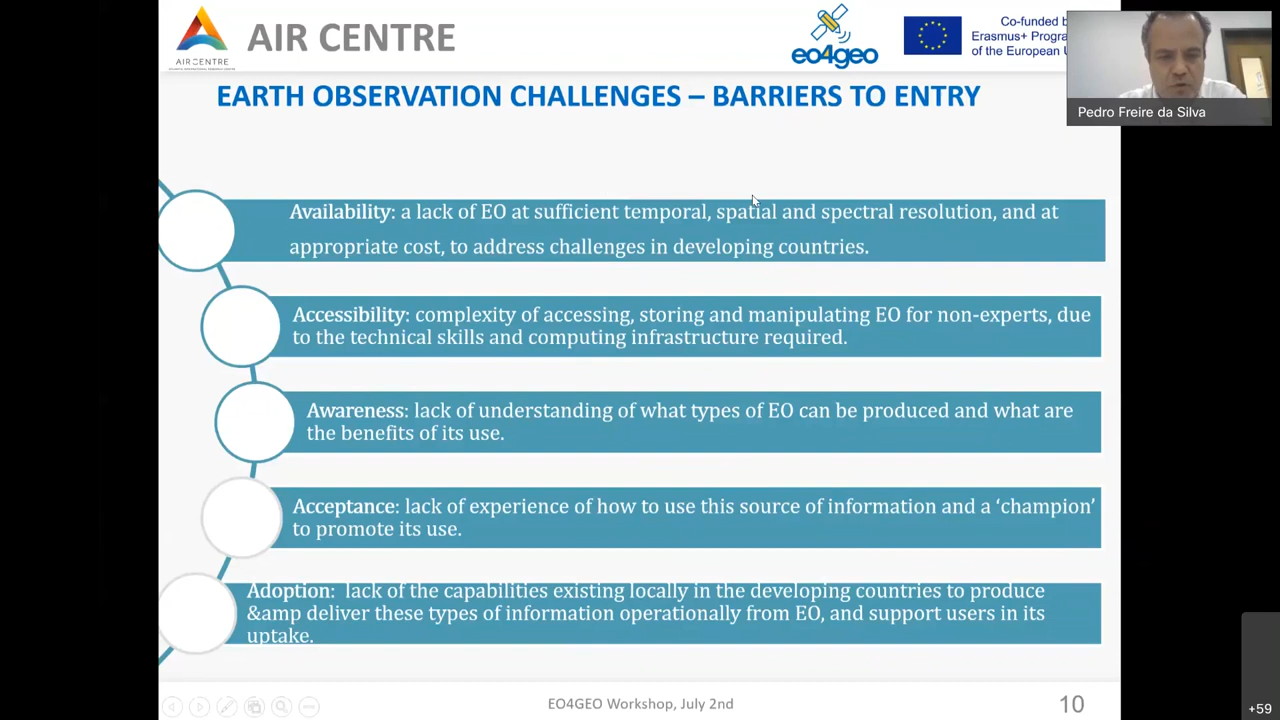 AIR CENTRE
AIRCENTRE
eo4geo
Co-funded b
Erasmus+ Progra
of the European U
Pedro Freire da Silva
EARTH OBSERVATION CHALLENGES – BARRIERS TO ENTRY
Availability: a lack of EO at sufficient temporal, spatial and spectral resolution, and at
appropriate cost, to address challenges in developing countries.
Accessibility: complexity of accessing, storing and manipulating EO for non-experts, due
to the technical skills and computing infrastructure required.
Awareness: lack of understanding of what types of EO can be produced and what are
the benefits of its use.
Acceptance: lack of experience of how to use this source of information and a ‘champion’
to promote its use.
Adoption: lack of the capabilities existing locally in the developing countries to produce
&amp deliver these types of information operationally from EO, and support users in its
uptake.
EO4GEO Workshop, July 2nd
10
+59